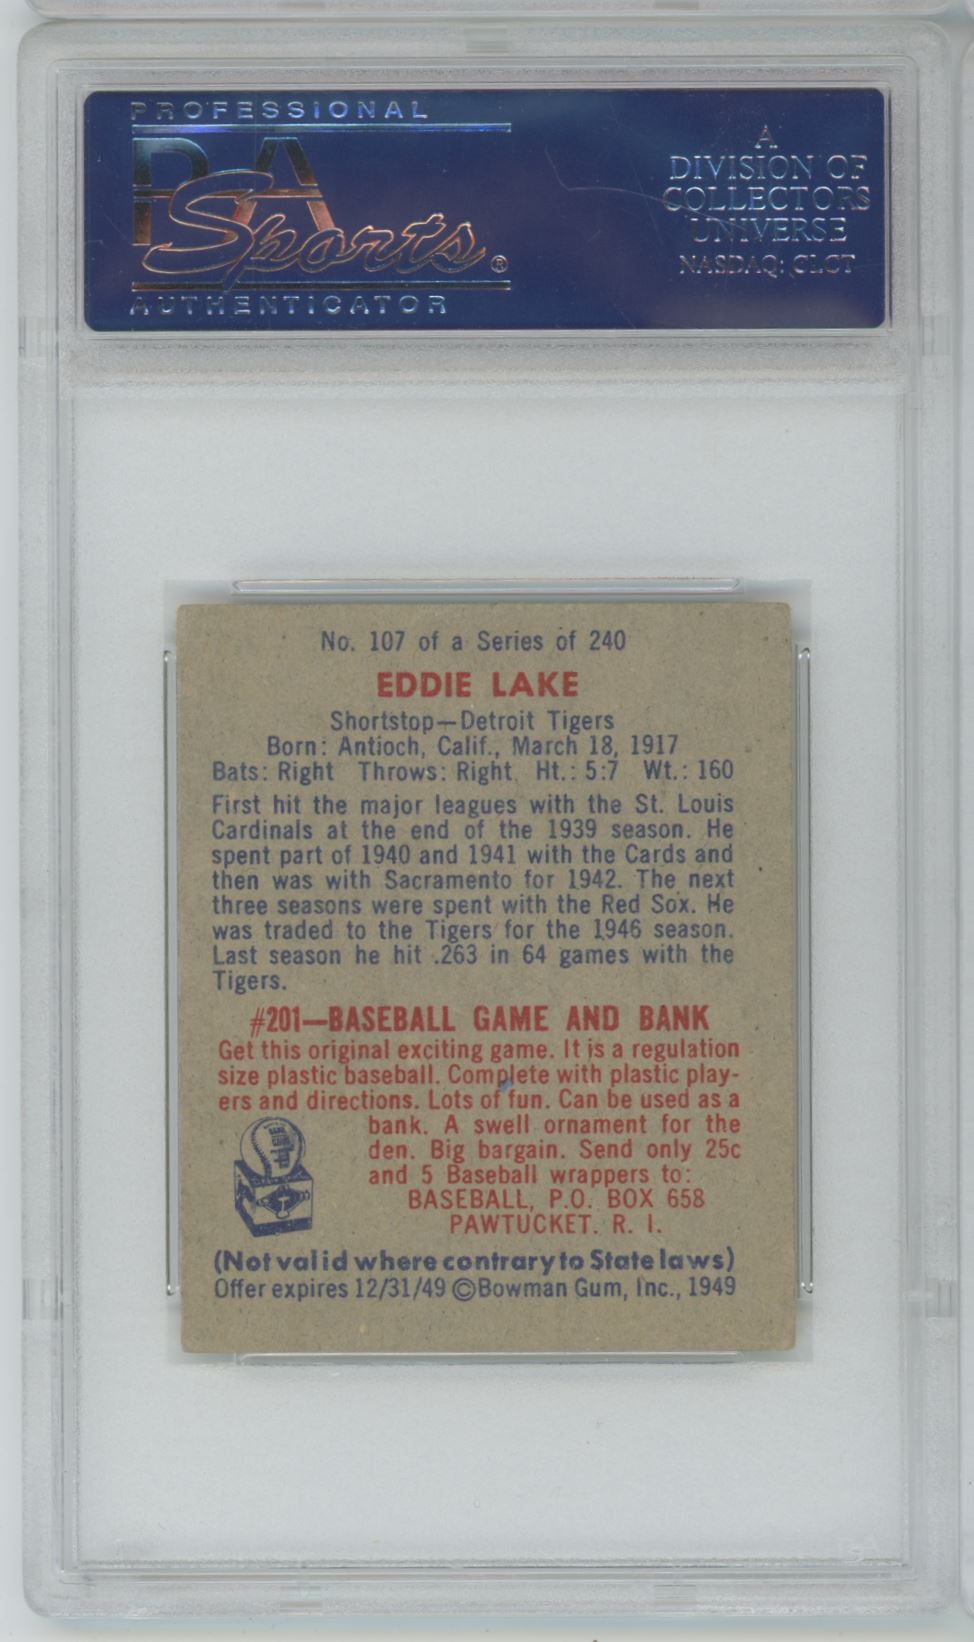 PROFESSIONAL
PSA
Sports®
AUTHENTICATOR
A
DIVISION OF
COLLECTORS
UNIVERSE
NASDAQ: CLCT
No. 107 of a Series of 240
EDDIE LAKE
Shortstop—Detroit Tigers
Born: Antioch, Calif., March 18, 1917
Bats: Right Throws: Right Ht.: 5:7 Wt.: 160
First hit the major leagues with the St. Louis
Cardinals at the end of the 1939 season. He
spent part of 1940 and 1941 with the Cards and
then was with Sacramento for 1942. The next
three seasons were spent with the Red Sox. He
was traded to the Tigers for the 1946 season.
Last season he hit .263 in 64 games with the
Tigers.
#201—BASEBALL GAME AND BANK
Get this original exciting game. It is a regulation
size plastic baseball. Complete with plastic play-
ers and directions. Lots of fun. Can be used as a
bank. A swell ornament for the
den. Big bargain. Send only 25c
and 5 Baseball wrappers to:
BASEBALL, P.O. BOX 658
PAWTUCKET. R. I.
(Not valid where contrary to State laws)
Offer expires 12/31/49 ©Bowman Gum, Inc., 1949